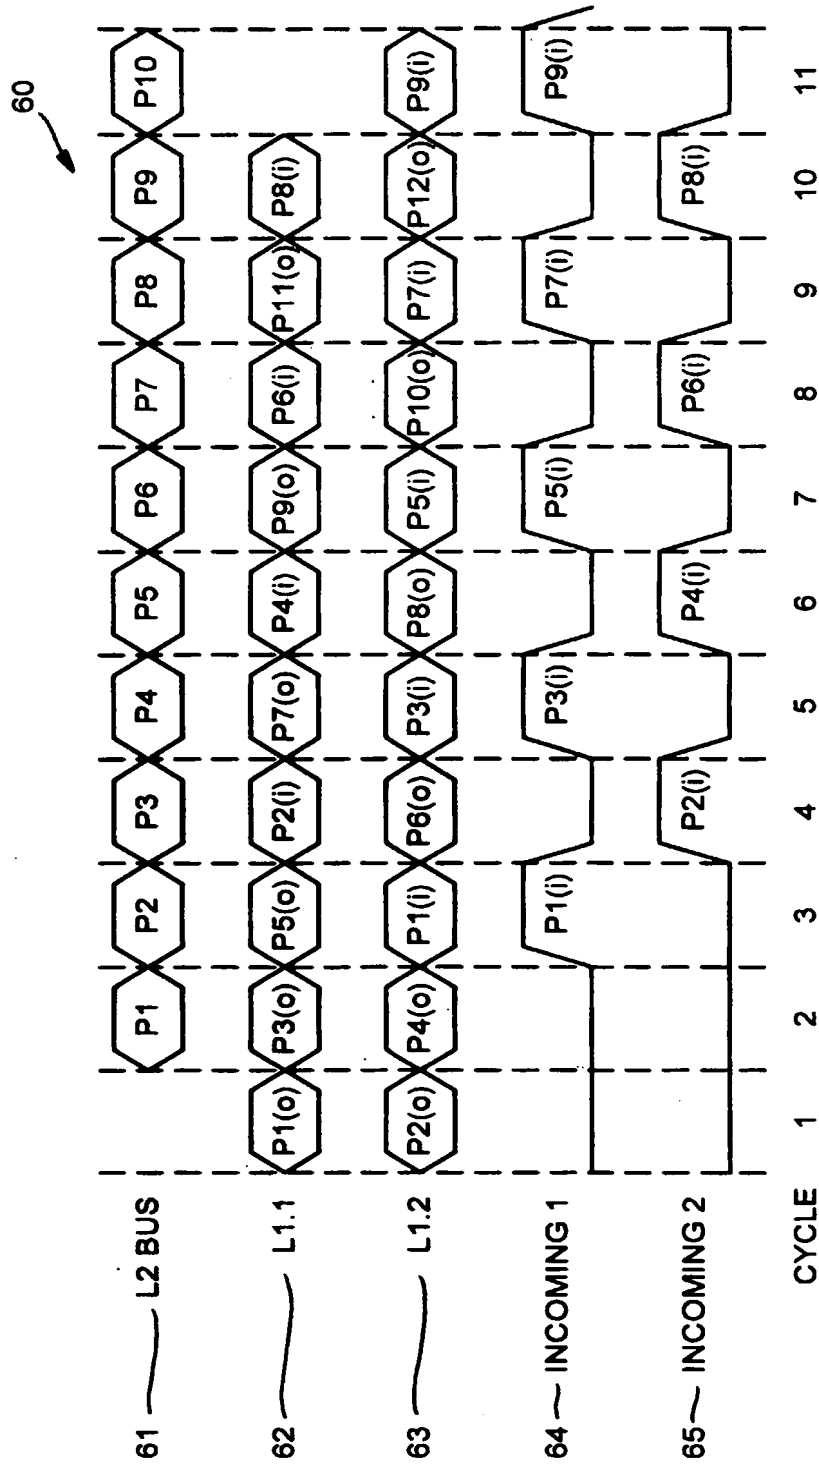 60
61 L2 BUS P1 P2 P3 P4 P5 P6 P7 P8 P9 P10
62 L1.1 P1(o) P3(o) P5(o) P2(i) P7(o) P4(i) P9(o) P6(i) P11(o) P8(i)
63 L1.2 P2(o) P4(o) P1(i) P6(o) P3(i) P8(o) P5(i) P10(o) P7(i) P12(o) P9(i)
64 INCOMING 1 P1(i) P3(i) P5(i) P7(i) P9(i)
65 INCOMING 2 P2(i) P4(i) P6(i) P8(i)
CYCLE 1 2 3 4 5 6 7 8 9 10 11